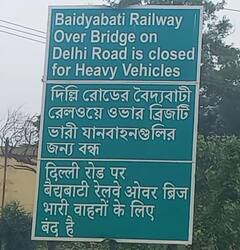 Baidyabati Railway
Over Bridge on
Delhi Road is closed
for Heavy Vehicles
দিল্লি রোডের বৈদ্যবাটী
রেলওয়ে ওভার ব্রিজটি
ভারী যানবাহনগুলির
জন্য বন্ধ
दिल्ली रोड पर
बैद्यबाटी रेलवे ओवर ब्रिज
भारी वाहनों के लिए
बंद है